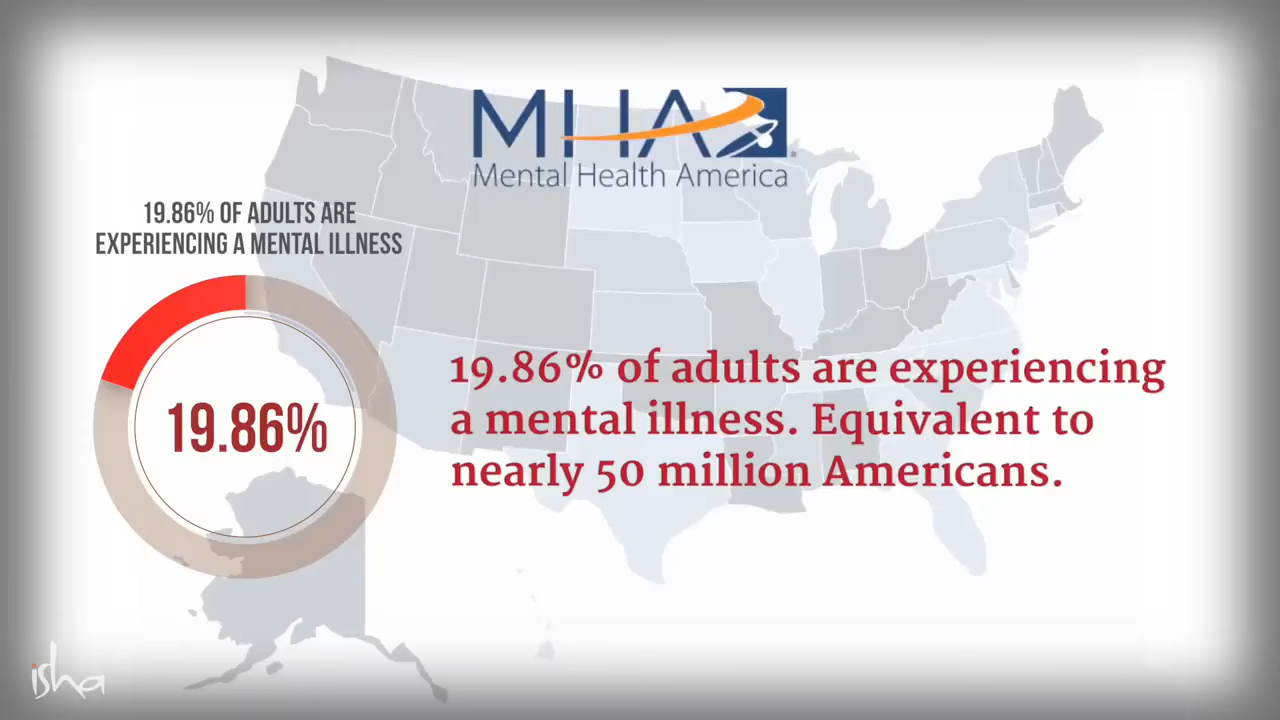 MHA
Mental Health America
19.86% OF ADULTS ARE
EXPERIENCING A MENTAL ILLNESS
19.86%
19.86% of adults are experiencing
a mental illness. Equivalent to
nearly 50 million Americans.
isha